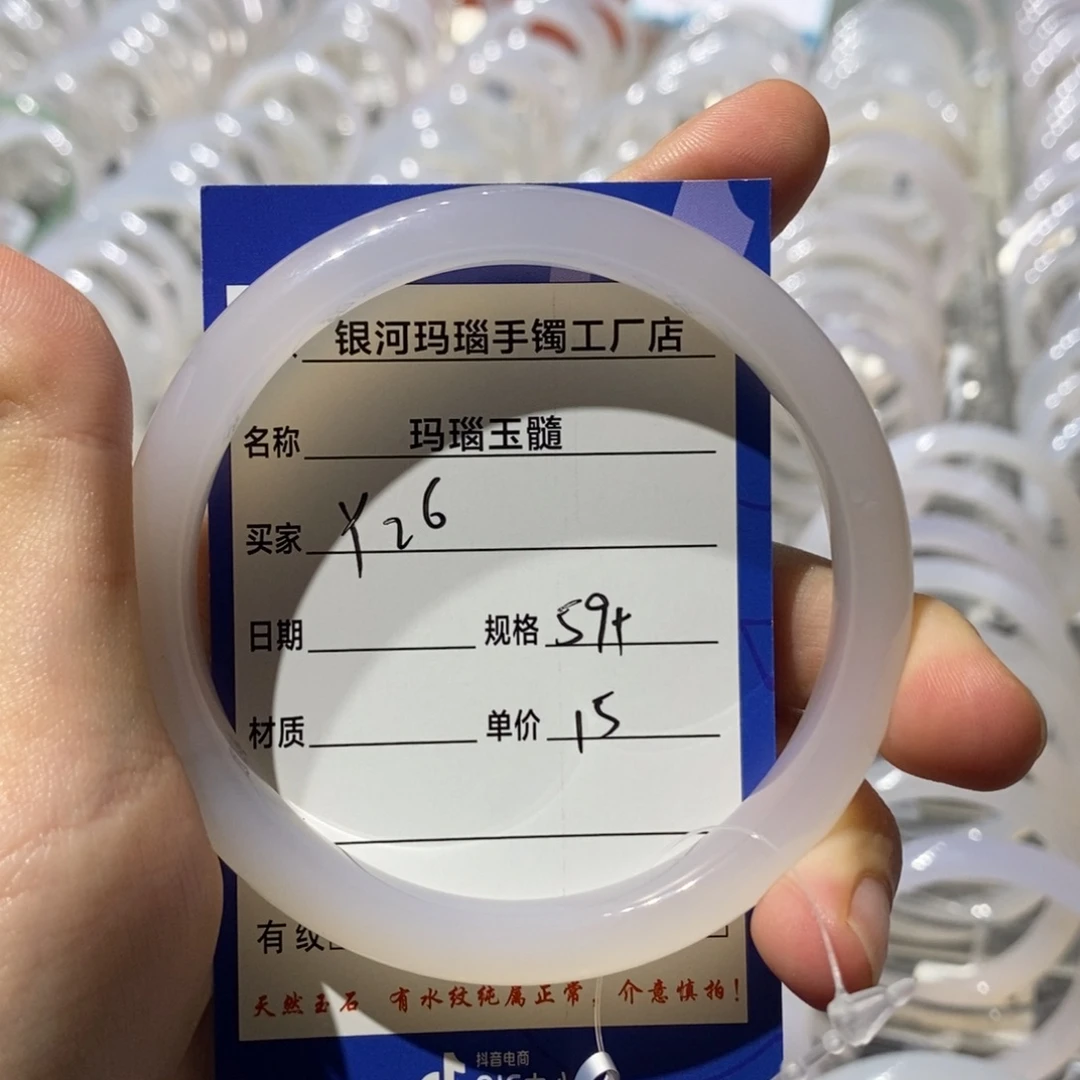 银河玛瑙手镯工厂店
名称 玛瑙玉髓
买家 Y26
日期 规格 59+
材质 单价 15
有纹
天然玉石 有水纹纯属正常，介意慎拍！
抖音电商